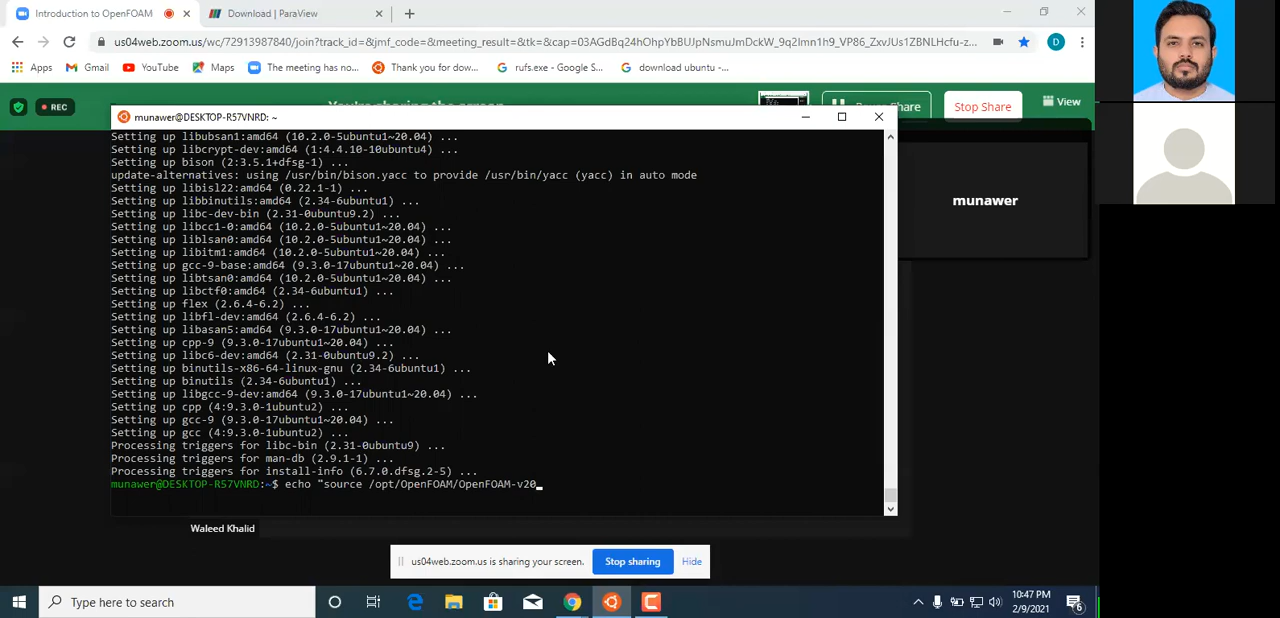 Introduction to OpenFOAM
Download | ParaView
us04web.zoom.us/wc/72913987840/join?track_id=&jmf_code=&meeting_result=&tk=&cap=03AGdBq24hOhpYbBUJpNsmuJmDckW_9q2Imn1h9_VP86_ZxvJUs1ZBNLHcfu-z...
D
Apps
Gmail
YouTube
Maps
The meeting has no...
Thank you for dow...
rufs.exe - Google S...
download ubuntu -...
REC
Share
Stop Share
View
munawer@DESKTOP-R57VNRD: ~
Setting up libubsan1:amd64 (10.2.0-5ubuntu1~20.04) ...
Setting up libcrypt-dev:amd64 (1:4.4.10-10ubuntu4) ...
Setting up bison (2:3.5.1+dfsg-1) ...
update-alternatives: using /usr/bin/bison.yacc to provide /usr/bin/yacc (yacc) in auto mode
Setting up libisl22:amd64 (0.22.1-1) ...
Setting up libbinutils:amd64 (2.34-6ubuntu1) ...
Setting up libc-dev-bin (2.31-0ubuntu9.2) ...
Setting up libcc1-0:amd64 (10.2.0-5ubuntu1~20.04) ...
Setting up liblsan0:amd64 (10.2.0-5ubuntu1~20.04) ...
Setting up libitm1:amd64 (10.2.0-5ubuntu1~20.04) ...
Setting up gcc-9-base:amd64 (9.3.0-17ubuntu1~20.04) ...
Setting up libtsan0:amd64 (10.2.0-5ubuntu1~20.04) ...
Setting up libctf0:amd64 (2.34-6ubuntu1) ...
Setting up flex (2.6.4-6.2) ...
Setting up libfl-dev:amd64 (2.6.4-6.2) ...
Setting up libasan5:amd64 (9.3.0-17ubuntu1~20.04) ...
Setting up cpp-9 (9.3.0-17ubuntu1~20.04) ...
Setting up libc6-dev:amd64 (2.31-0ubuntu9.2) ...
Setting up binutils-x86-64-linux-gnu (2.34-6ubuntu1) ...
Setting up binutils (2.34-6ubuntu1) ...
Setting up libgcc-9-dev:amd64 (9.3.0-17ubuntu1~20.04) ...
Setting up cpp (4:9.3.0-1ubuntu2) ...
Setting up gcc-9 (9.3.0-17ubuntu1~20.04) ...
Setting up gcc (4:9.3.0-1ubuntu2) ...
Processing triggers for libc-bin (2.31-0ubuntu9) ...
Processing triggers for man-db (2.9.1-1) ...
Processing triggers for install-info (6.7.0.dfsg.2-5) ...
munawer@DESKTOP-R57VNRD:~$ echo "source /opt/OpenFOAM/OpenFOAM-v20_
munawer
Waleed Khalid
us04web.zoom.us is sharing your screen.
Stop sharing
Hide
Type here to search
10:47 PM
2/9/2021
6